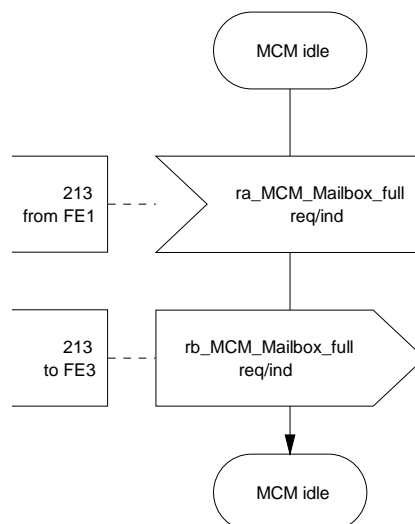 MCM idle
213
from FE1
ra_MCM_Mailbox_full
req/ind
213
to FE3
rb_MCM_Mailbox_full
req/ind
MCM idle